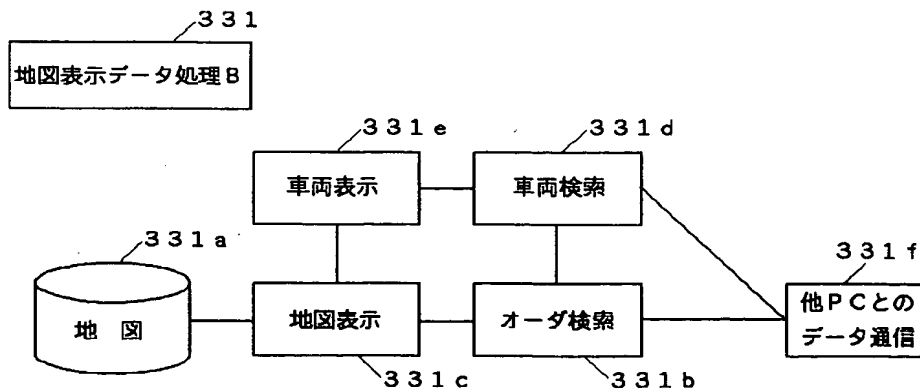 ３３１
地図表示データ処理Ｂ
３３１ｅ
３３１ｄ
車両表示
車両検索
３３１ａ
３３１ｆ
地　図
地図表示
オーダ検索
他ＰＣとの
データ通信
３３１ｃ
３３１ｂ